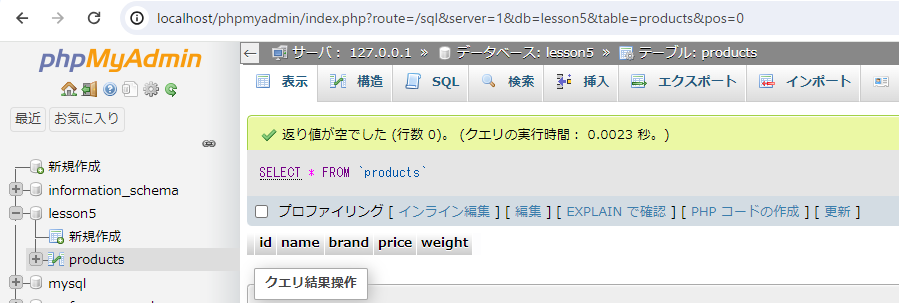 localhost/phpmyadmin/index.php?route=/sql&server=1&db=lesson5&table=products&pos=0
phpMyAdmin
最近 お気に入り
新規作成
information_schema
lesson5
新規作成
products
mysql
サーバ: 127.0.0.1 » データベース: lesson5 » テーブル: products
表示 構造 SQL 検索 挿入 エクスポート インポート
返り値が空でした (行数 0)。 (クエリの実行時間: 0.0023 秒。)
SELECT * FROM `products`
プロファイリング [ インライン編集 ] [ 編集 ] [ EXPLAIN で確認 ] [ PHP コードの作成 ] [ 更新 ]
id name brand price weight
クエリ結果操作